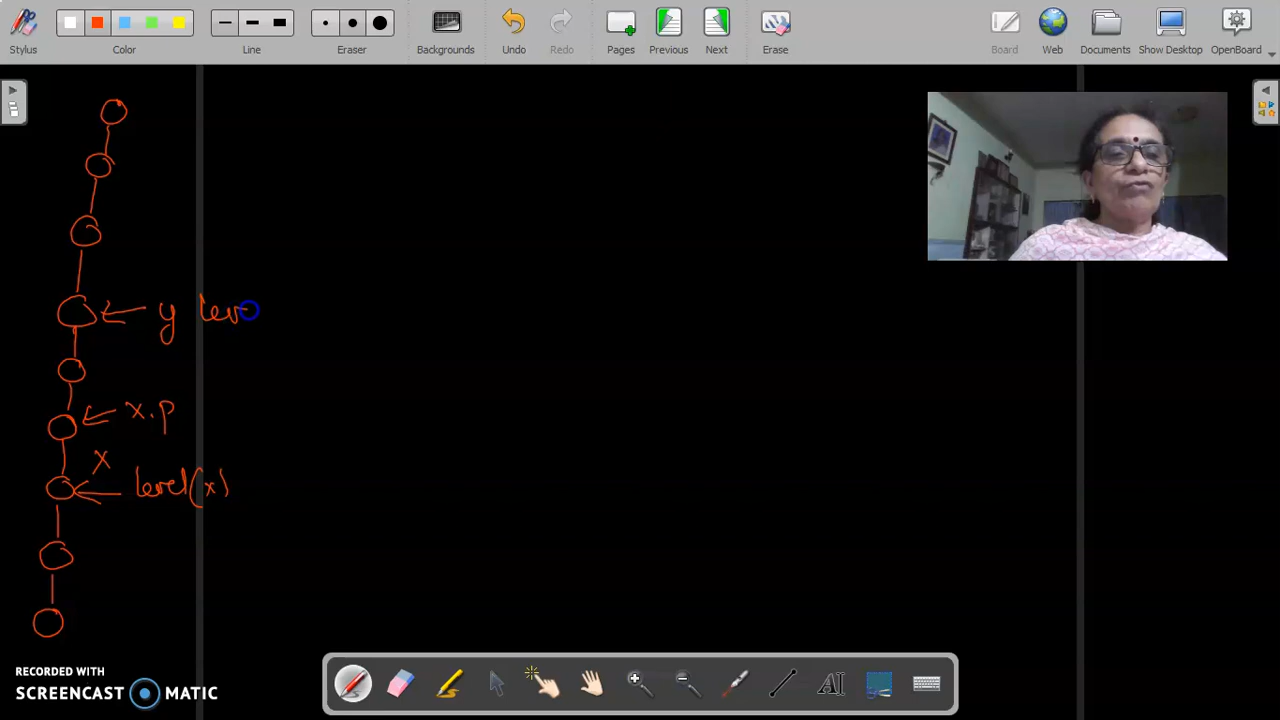 Stylus
Color
Line
Eraser
Backgrounds
Undo
Redo
Pages
Previous
Next
Erase
Board
Web
Documents
Show Desktop
OpenBoard
y lev
x.p
x
level(x)
RECORDED WITH
SCREENCAST MATIC
AI